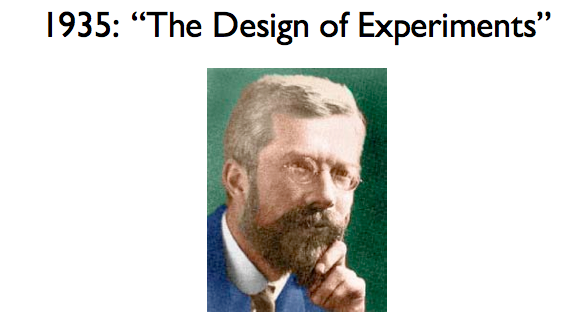 1935: “The Design of Experiments”